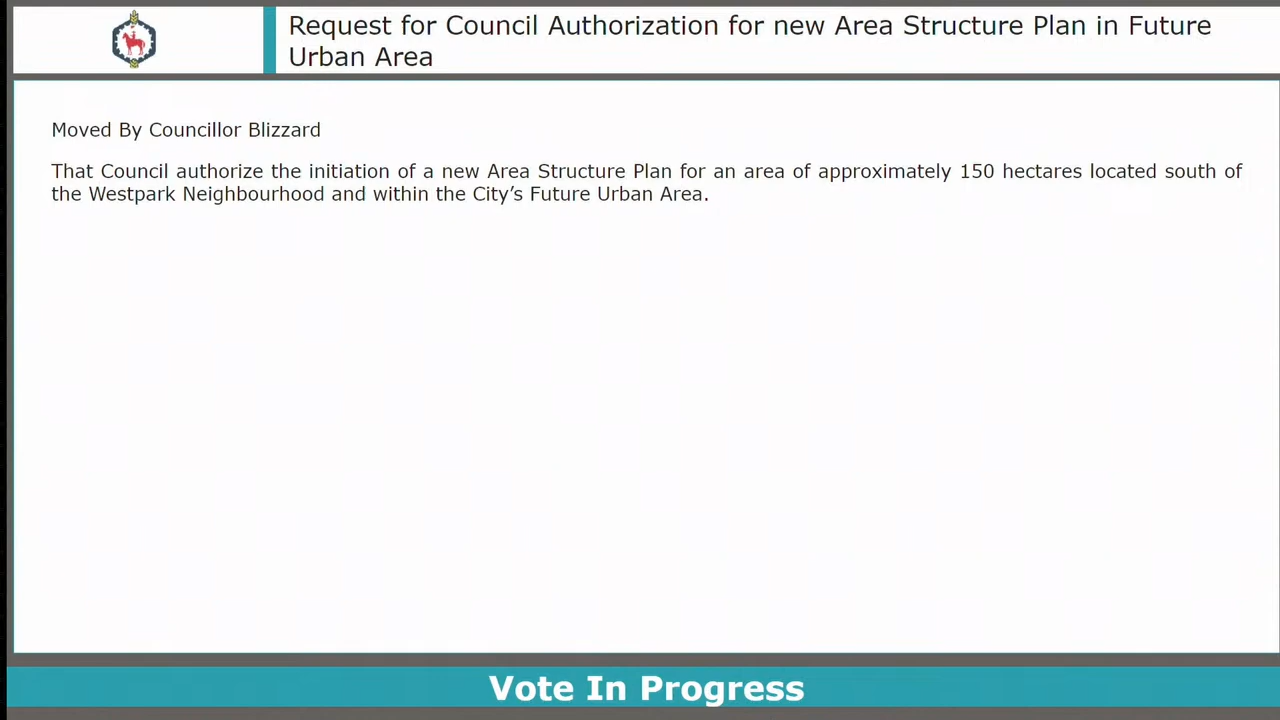 Request for Council Authorization for new Area Structure Plan in Future
Urban Area
Moved By Councillor Blizzard
That Council authorize the initiation of a new Area Structure Plan for an area of approximately 150 hectares located south of
the Westpark Neighbourhood and within the City's Future Urban Area.
Vote In Progress